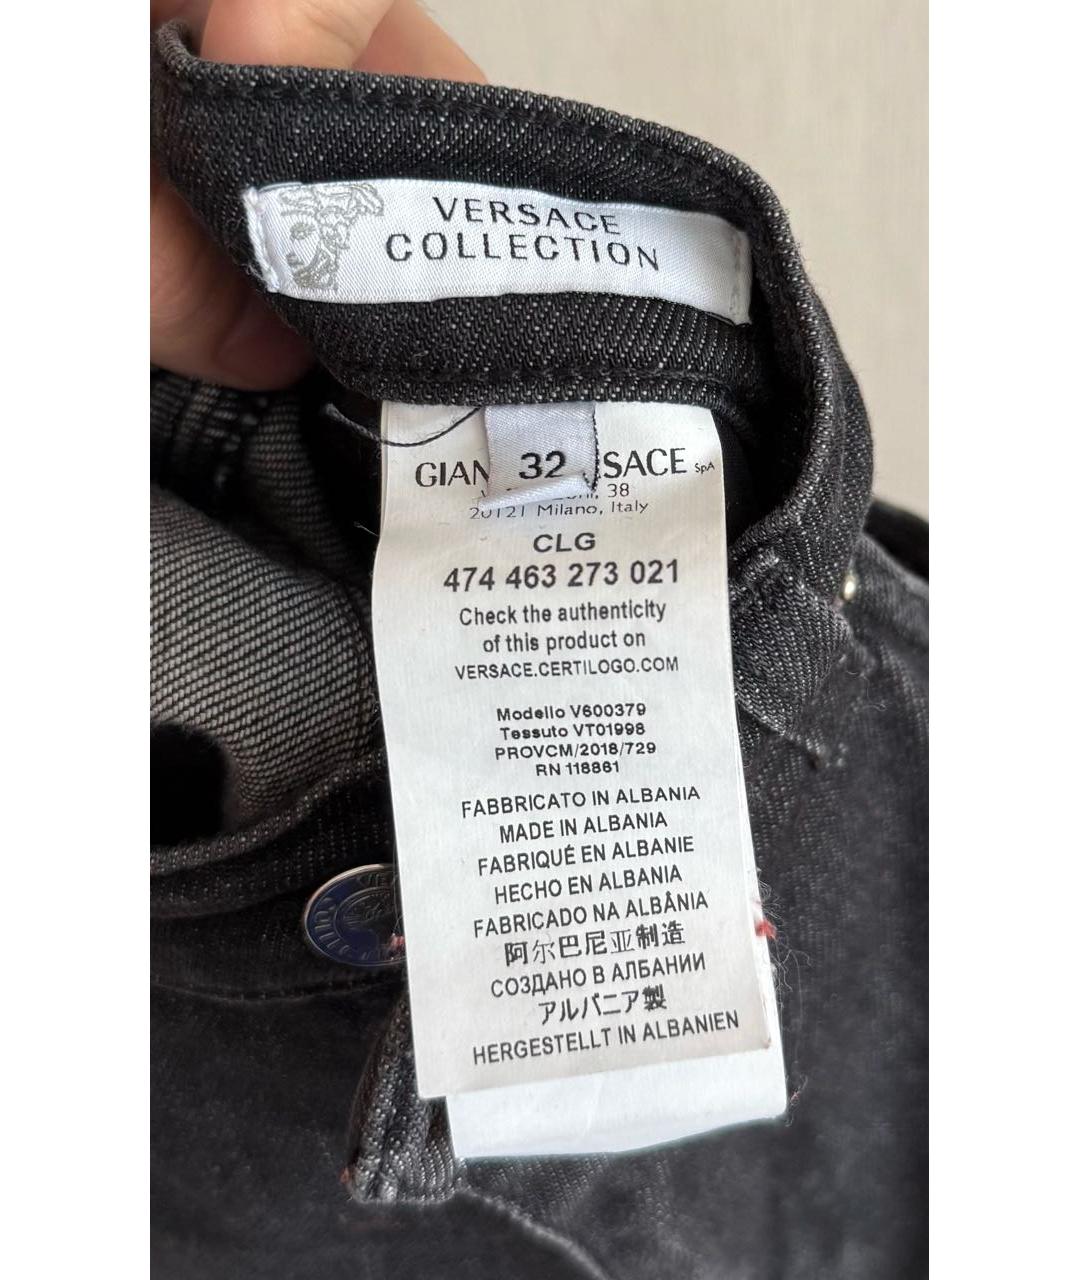 VERSACE
COLLECTION
32
GIAN SACE SpA
38
20121 Milano, Italy
CLG
474 463 273 021
Check the authenticity
of this product on
VERSACE.CERTILOGO.COM
Modello V600379
Tessuto VT01998
PROVCM/2018/729
RN 118861
FABBRICATO IN ALBANIA
MADE IN ALBANIA
FABRIQUÉ EN ALBANIE
HECHO EN ALBANIA
FABRICADO NA ALBÂNIA
阿尔巴尼亚制造
СОЗДАНО В АЛБАНИИ
アルバニア製
HERGESTELLT IN ALBANIEN